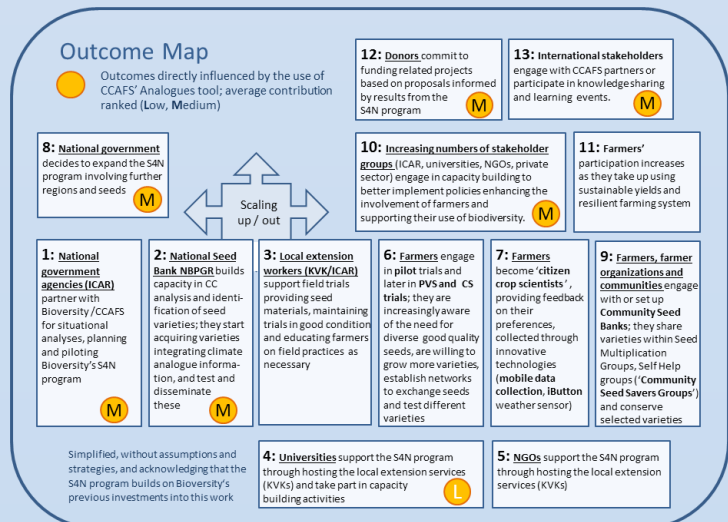 Outcome Map
Outcomes directly influenced by the use of
CCAFS' Analogues tool; average contribution
ranked (Low, Medium)
12: Donors commit to
funding related projects
based on proposals informed
by results from the
S4N program
M
13: International stakeholders
engage with CCAFS partners or
participate in knowledge sharing
and learning events.
M
8: National government
decides to expand the S4N
program involving further
regions and seeds
M
Scaling
up / out
10: Increasing numbers of stakeholder
groups (ICAR, universities, NGOs, private
sector) engage in capacity building to
better implement policies enhancing the
involvement of farmers and
supporting their use of biodiversity.
M
11: Farmers'
participation increases
as they take up using
sustainable yields and
resilient farming system
1: National
government
agencies (ICAR)
partner with
Bioversity /CCAFS
for situational
analyses, planning
and piloting
Bioversity's S4N
program
M
2: National Seed
Bank NBPGR builds
capacity in CC
analysis and identi-
fication of seed
varieties; they start
acquiring varieties
integrating climate
analogue informa-
tion, and test and
disseminate
these
M
3: Local extension
workers (KVK/ICAR)
support field trials
providing seed
materials, maintaining
trials in good condition
and educating farmers
on field practices as
necessary
6: Farmers engage
in pilot trials and
later in PVS and CS
trials; they are
increasingly aware
of the need for
diverse good quality
seeds, are willing to
grow more varieties,
establish networks
to exchange seeds
and test different
varieties
7: Farmers
become 'citizen
crop scientists',
providing feedback
on their
preferences,
collected through
innovative
technologies
(mobile data
collection, iButton
weather sensor)
9: Farmers, farmer
organizations and
communities engage
with or set up
Community Seed
Banks; they share
varieties within Seed
Multiplication
Groups, Self Help
groups ('Community
Seed Savers Groups')
and conserve
selected varieties
Simplified, without assumptions and
strategies, and acknowledging that the
S4N program builds on Bioversity's
previous investments into this work
4: Universities support the S4N program
through hosting the local extension services
(KVKs) and take part in capacity
building activities
L
5: NGOs support the S4N program
through hosting the local extension
services (KVKs)